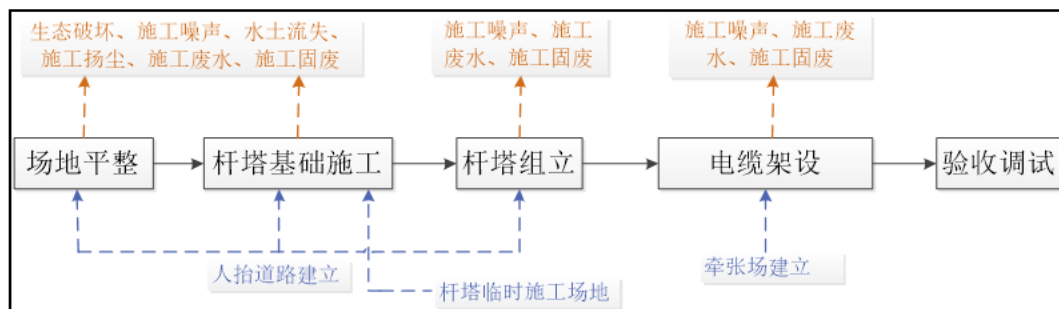 生态破坏、施工噪声、水土流失、
施工扬尘、施工废水、施工固废
施工噪声、施工
废水、施工固废
施工噪声、施工废
水、施工固废
场地平整
杆塔基础施工
杆塔组立
电缆架设
验收调试
人抬道路建立
杆塔临时施工场地
牵张场建立